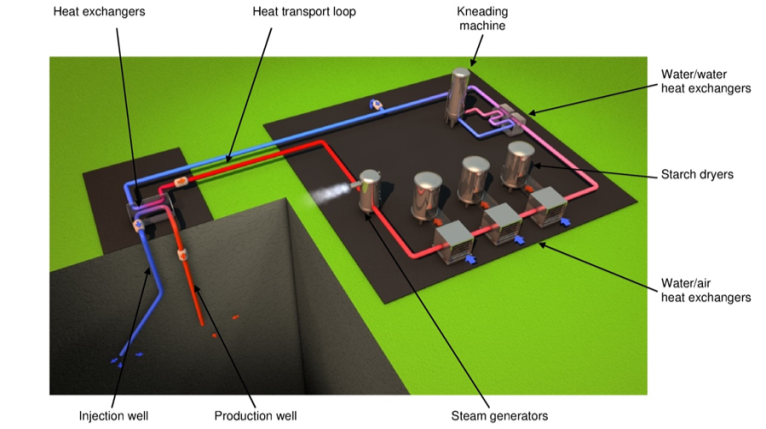 Heat exchangers
Heat transport loop
Kneading
machine
Water/water
heat exchangers
Starch dryers
Water/air
heat exchangers
Injection well
Production well
Steam generators